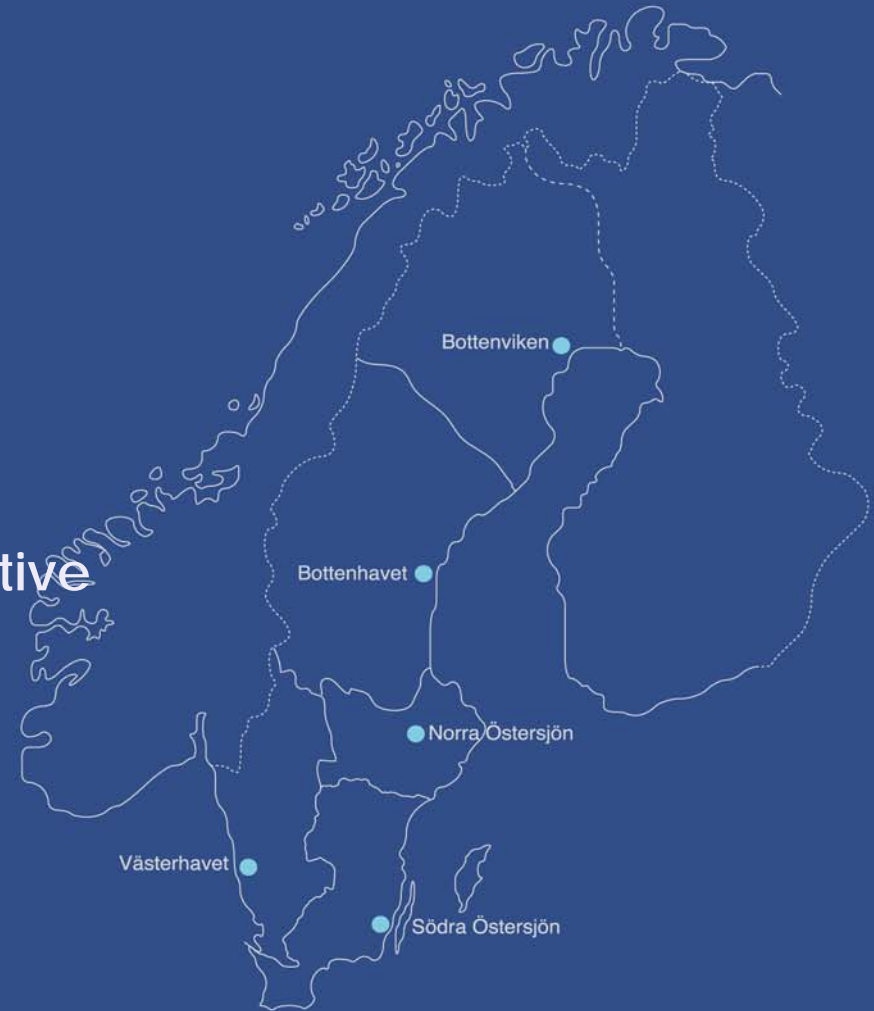 Bottenviken
tive
Bottenhavet
Norra Östersjön
Västerhavet
Södra Östersjön